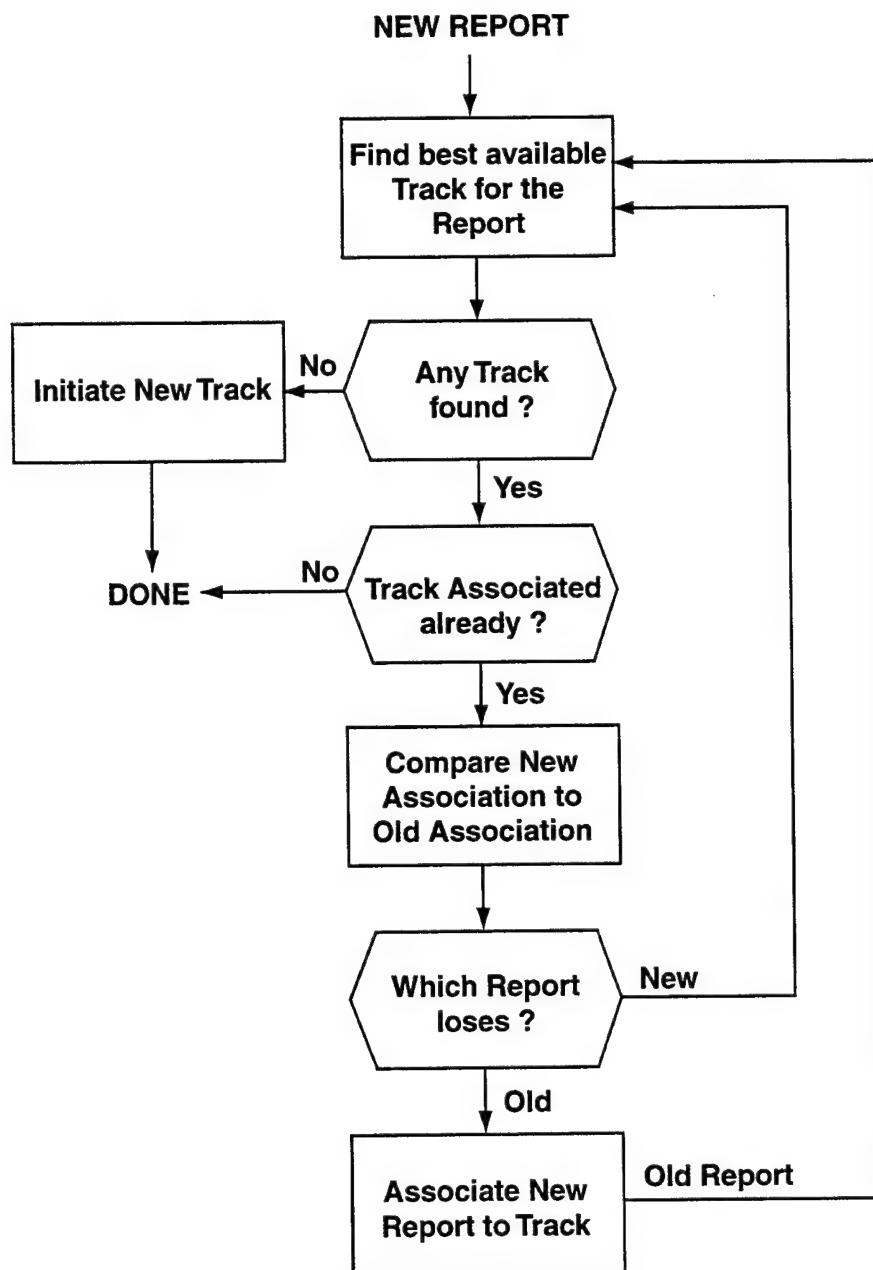 NEW REPORT
Find best available
Track for the
Report
No
Initiate New Track
Any Track
found ?
Yes
No
DONE
Track Associated
already ?
Yes
Compare New
Association to
Old Association
Which Report
loses ?
New
Old
Old Report
Associate New
Report to Track